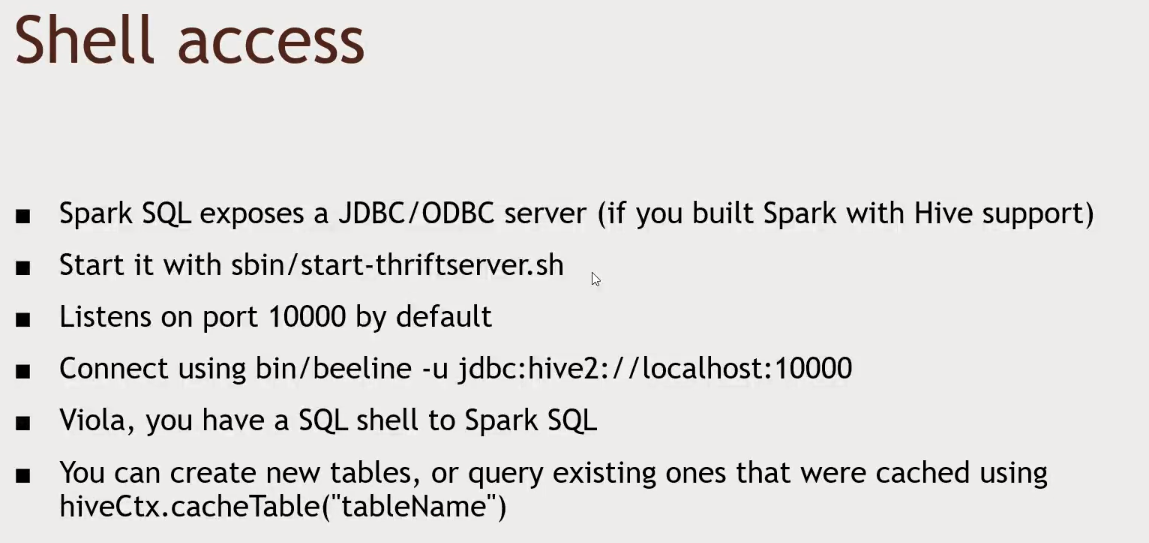 Shell access
■ Spark SQL exposes a JDBC/ODBC server (if you built Spark with Hive support)
■ Start it with sbin/start-thriftserver.sh
■ Listens on port 10000 by default
■ Connect using bin/beeline -u jdbc:hive2://localhost:10000
■ Viola, you have a SQL shell to Spark SQL
■ You can create new tables, or query existing ones that were cached using
hiveCtx.cacheTable("tableName")